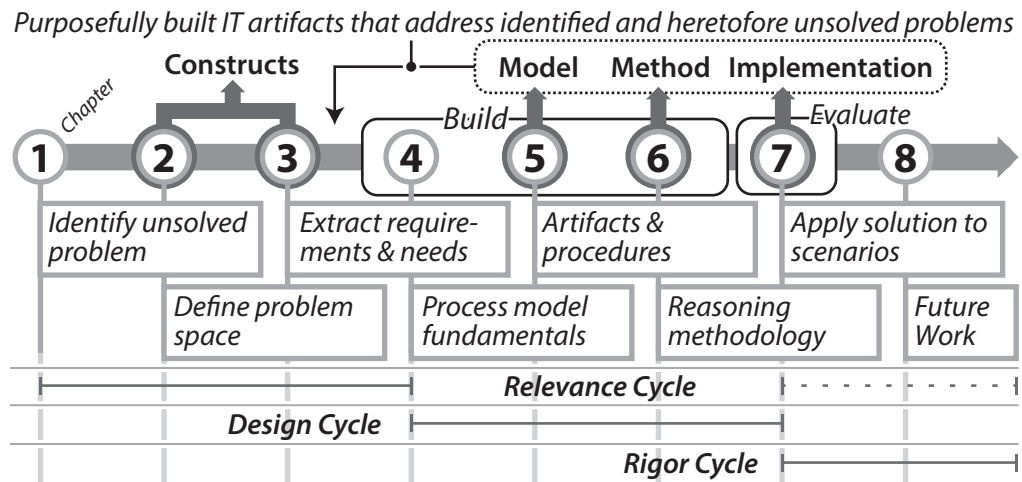 Purposefully built IT artifacts that address identified and heretofore unsolved problems
Constructs
Model Method Implementation
Chapter
Build
Evaluate
1 2 3 4 5 6 7 8
Identify unsolved
problem
Extract require-
ments & needs
Artifacts &
procedures
Apply solution to
scenarios
Define problem
space
Process model
fundamentals
Reasoning
methodology
Future
Work
Relevance Cycle
Design Cycle
Rigor Cycle